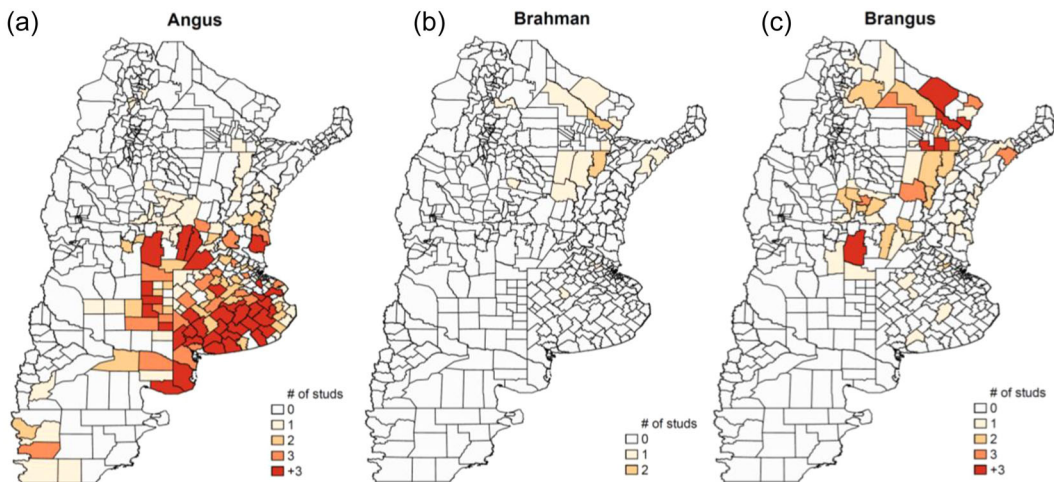 (a)
Angus
(b)
Brahman
(c)
Brangus
# of studs
0
1
2
3
+3
# of studs
0
1
2
# of studs
0
1
2
3
+3